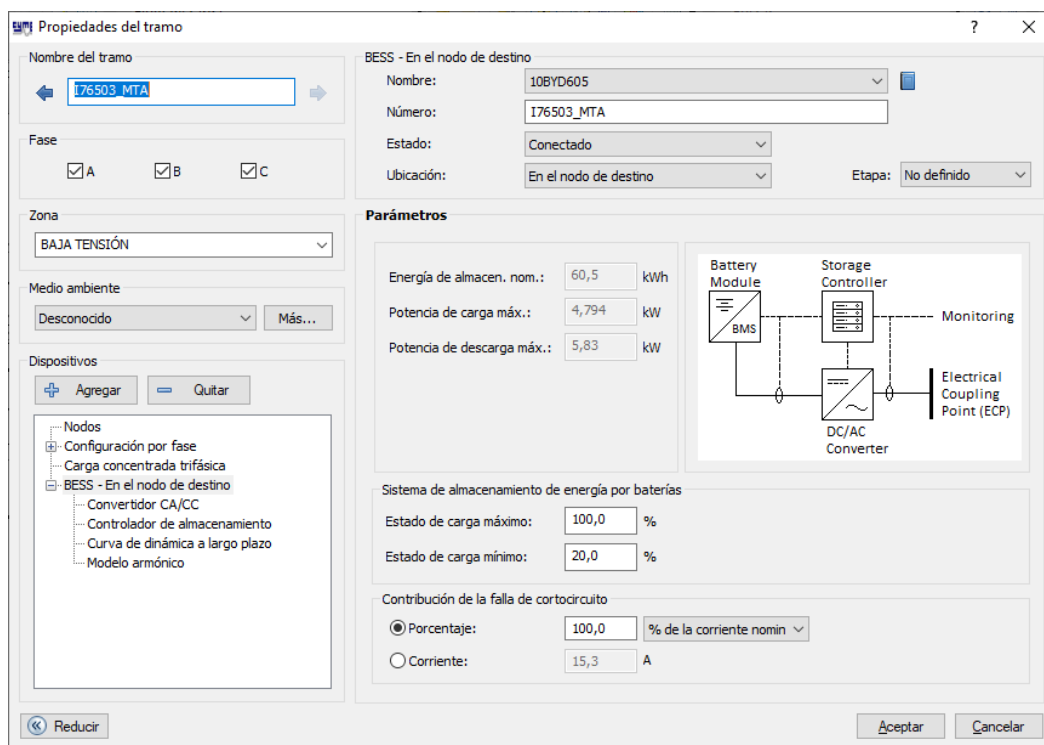 Propiedades del tramo
Nombre del tramo
I76503_MTA
Fase
A
B
C
Zona
BAJA TENSIÓN
Medio ambiente
Desconocido
Más...
Dispositivos
Agregar
Quitar
Nodos
Configuración por fase
Carga concentrada trifásica
BESS - En el nodo de destino
Convertidor CA/CC
Controlador de almacenamiento
Curva de dinámica a largo plazo
Modelo armónico
BESS - En el nodo de destino
Nombre: 10BYD605
Número: I76503_MTA
Estado: Conectado
Ubicación: En el nodo de destino Etapa: No definido
Parámetros
Energía de almacen. nom.: 60,5 kWh
Potencia de carga máx.: 4,794 kW
Potencia de descarga máx.: 5,83 kW
Battery
Module
BMS
Storage
Controller
Monitoring
DC/AC
Converter
Electrical
Coupling
Point (ECP)
Sistema de almacenamiento de energía por baterías
Estado de carga máximo: 100,0 %
Estado de carga mínimo: 20,0 %
Contribución de la falla de cortocircuito
Porcentaje: 100,0 % de la corriente nomin
Corriente: 15,3 A
Reducir
Aceptar
Cancelar